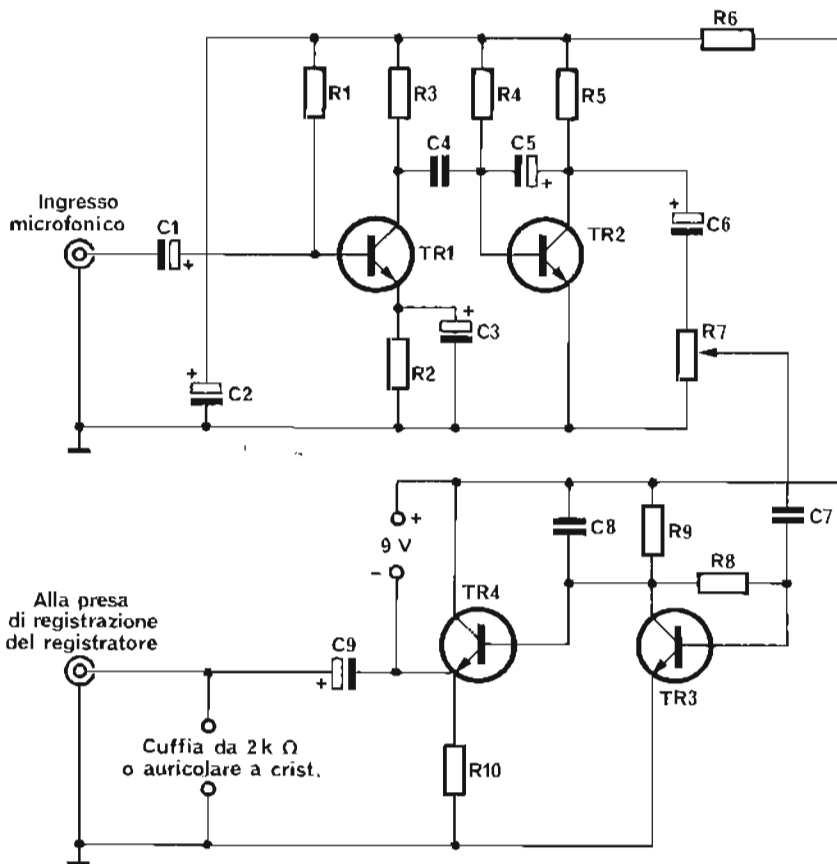 R6
R1
R3
R4
R5
C4
C5
+
Ingresso
microfonico
C1
+
TR1
TR2
+
C6
+
C3
R7
R2
+
C2
+
9 V
-
C8
R9
C7
R8
TR4
Alla presa
di registrazione
del registratore
C9
+
TR3
Cuffia da 2k Ω
o auricolare a crist.
R10